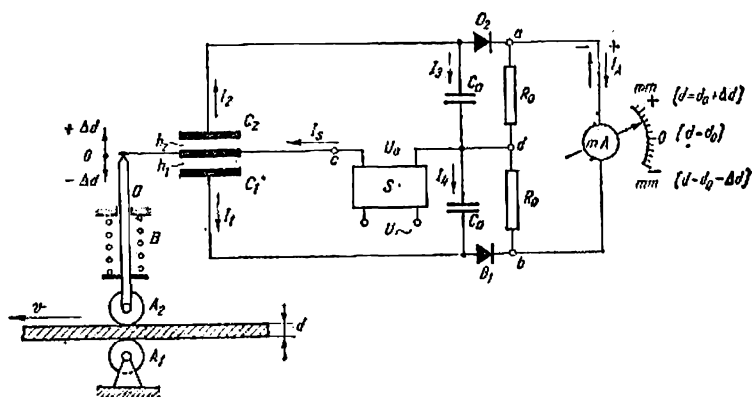 D₂
a
− +
I₂
I₃
C₀
R₀
I_A
mm + {d=d₀+Δd}
+ Δd
0
− Δd
h₂
h₁
C₂
I_s
c
U₀
d
mA
0 {d=d₀}
mm − {d=d₀-Δd}
C₁
S
I₄
C₀
R₀
D
I₁
U~
B
D₁
b
v
A₂
d
A₁